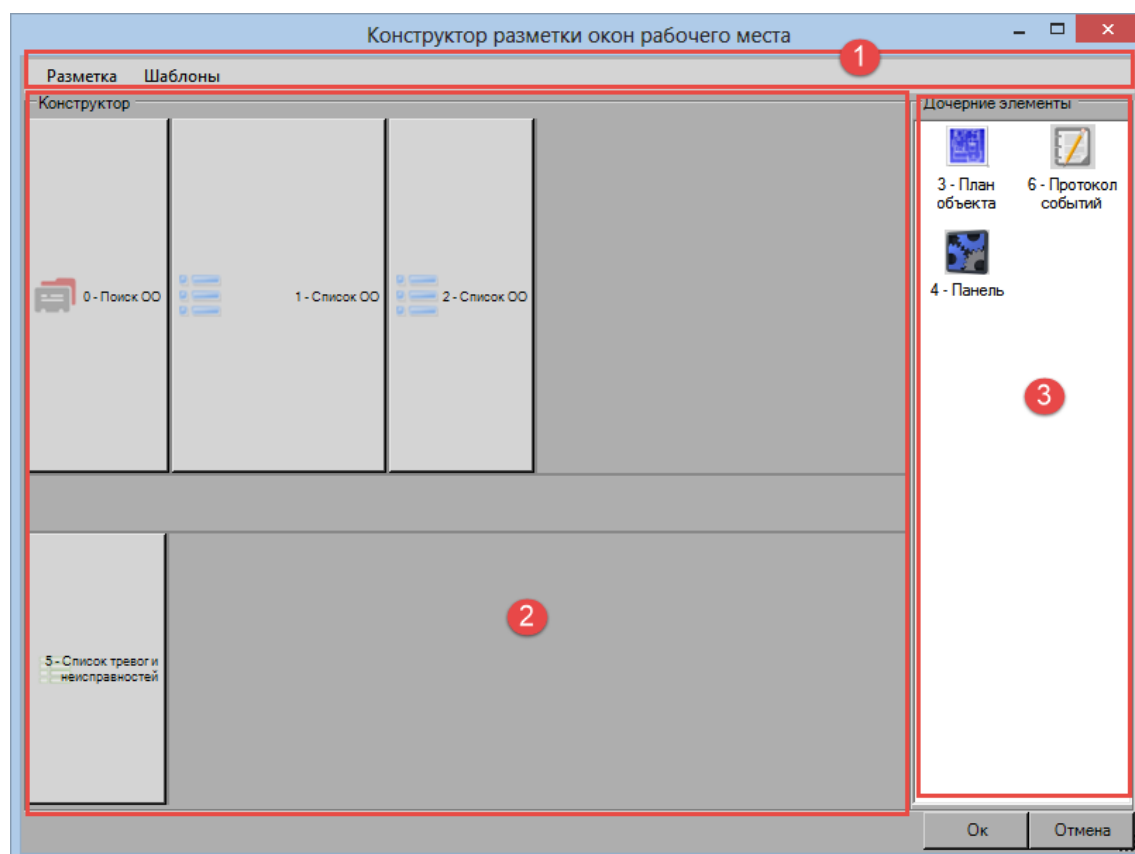 Конструктор разметки окон рабочего места
1
Разметка Шаблоны
Конструктор
Дочерние элементы
3 - План
объекта
6 - Протокол
событий
4 - Панель
0 - Поиск ОО
1 - Список ОО
2 - Список ОО
3
2
5 - Список тревог и
неисправностей
Ок
Отмена